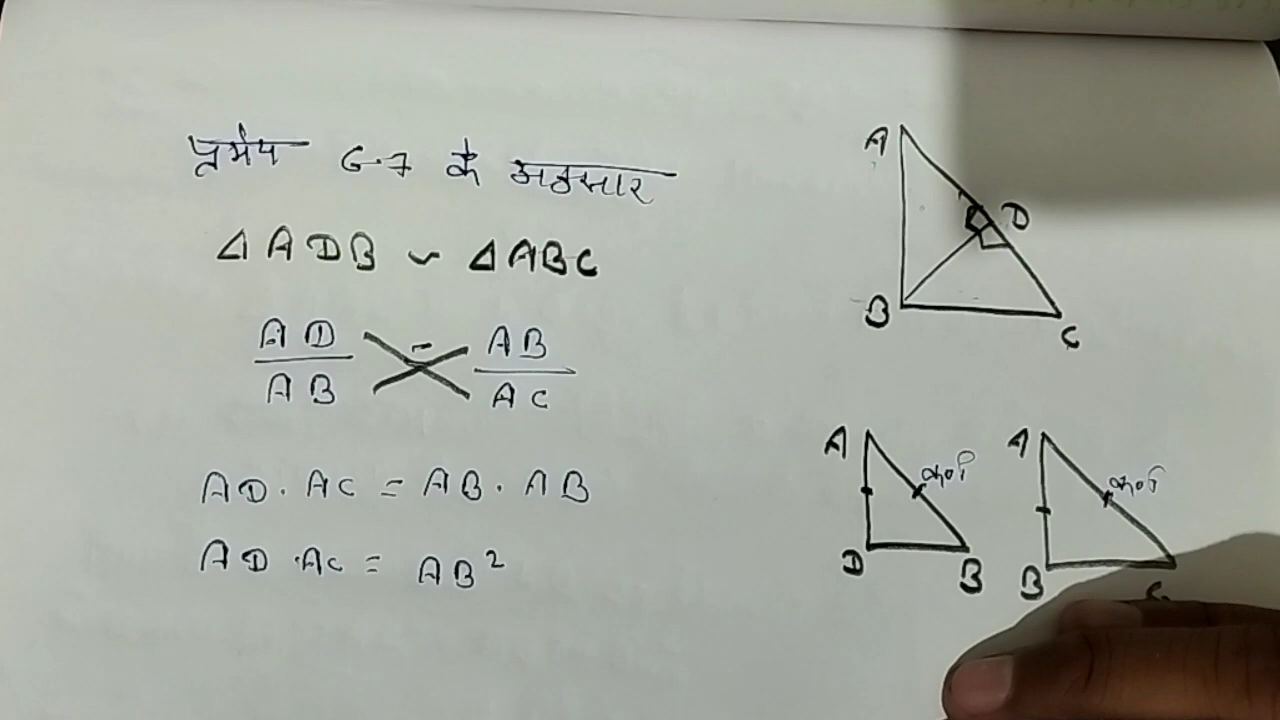 प्रमेय 6.7 के अनुसार
△ADB ~ △ABC
AD/AB = AB/AC
AD · AC = AB · AB
AD · AC = AB²
A
D
B
C
A
कर्ण
D
B
A
कर्ण
B
C